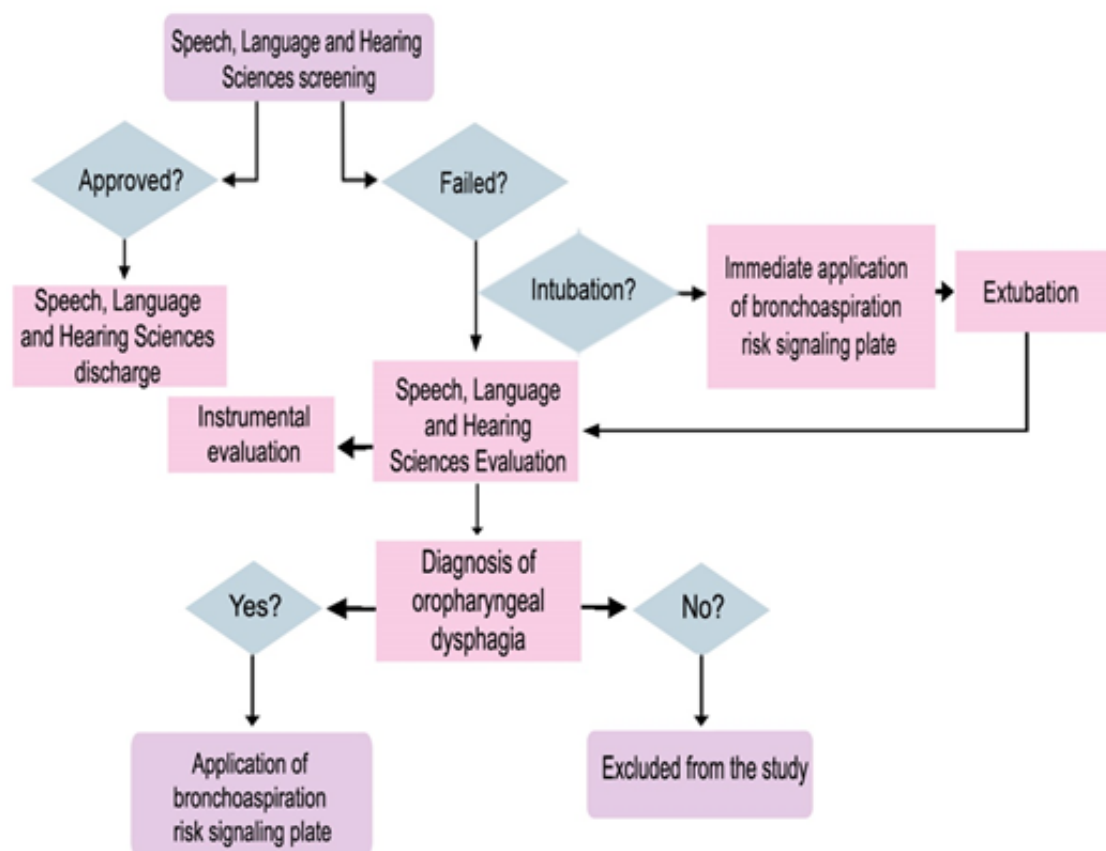 Speech, Language and Hearing
Sciences screening
Approved?
Failed?
Speech, Language
and Hearing Sciences
discharge
Intubation?
Immediate application
of bronchoaspiration
risk signaling plate
Extubation
Instrumental
evaluation
Speech, Language
and Hearing
Sciences Evaluation
Diagnosis of
oropharyngeal
dysphagia
Yes?
No?
Application of
bronchoaspiration
risk signaling plate
Excluded from the study